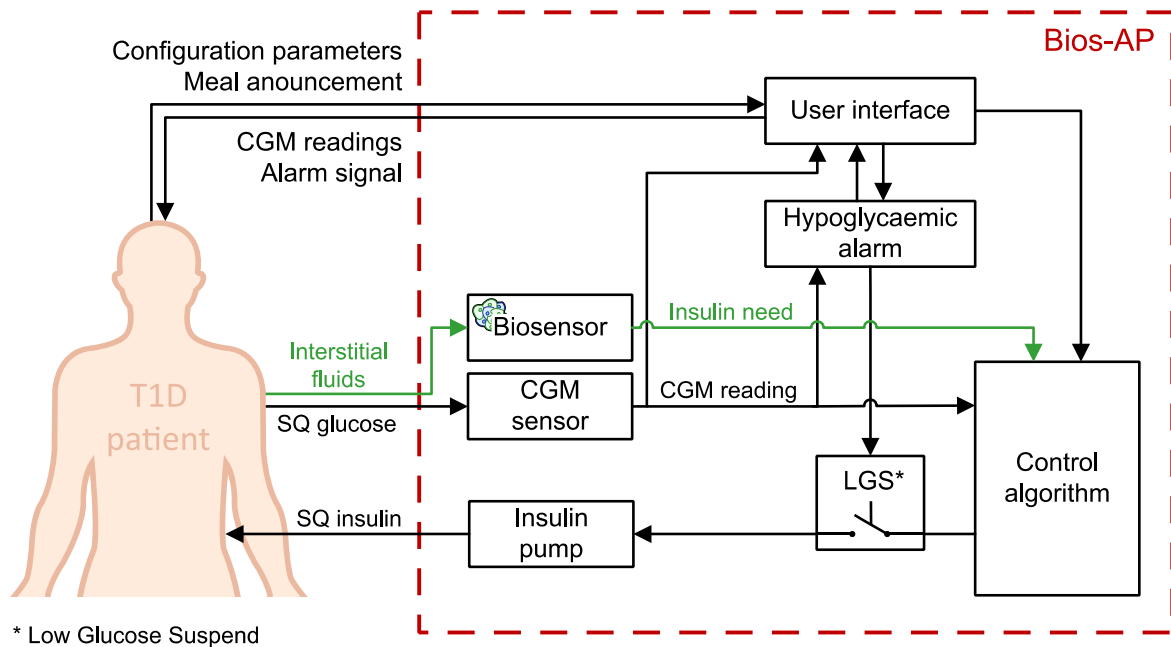 Bios-AP
Configuration parameters
Meal anouncement
User interface
CGM readings
Alarm signal
Hypoglycaemic
alarm
Biosensor
Insulin need
Interstitial
fluids
T1D
patient
SQ glucose
CGM
sensor
CGM reading
Control
algorithm
LGS*
SQ insulin
Insulin
pump
* Low Glucose Suspend